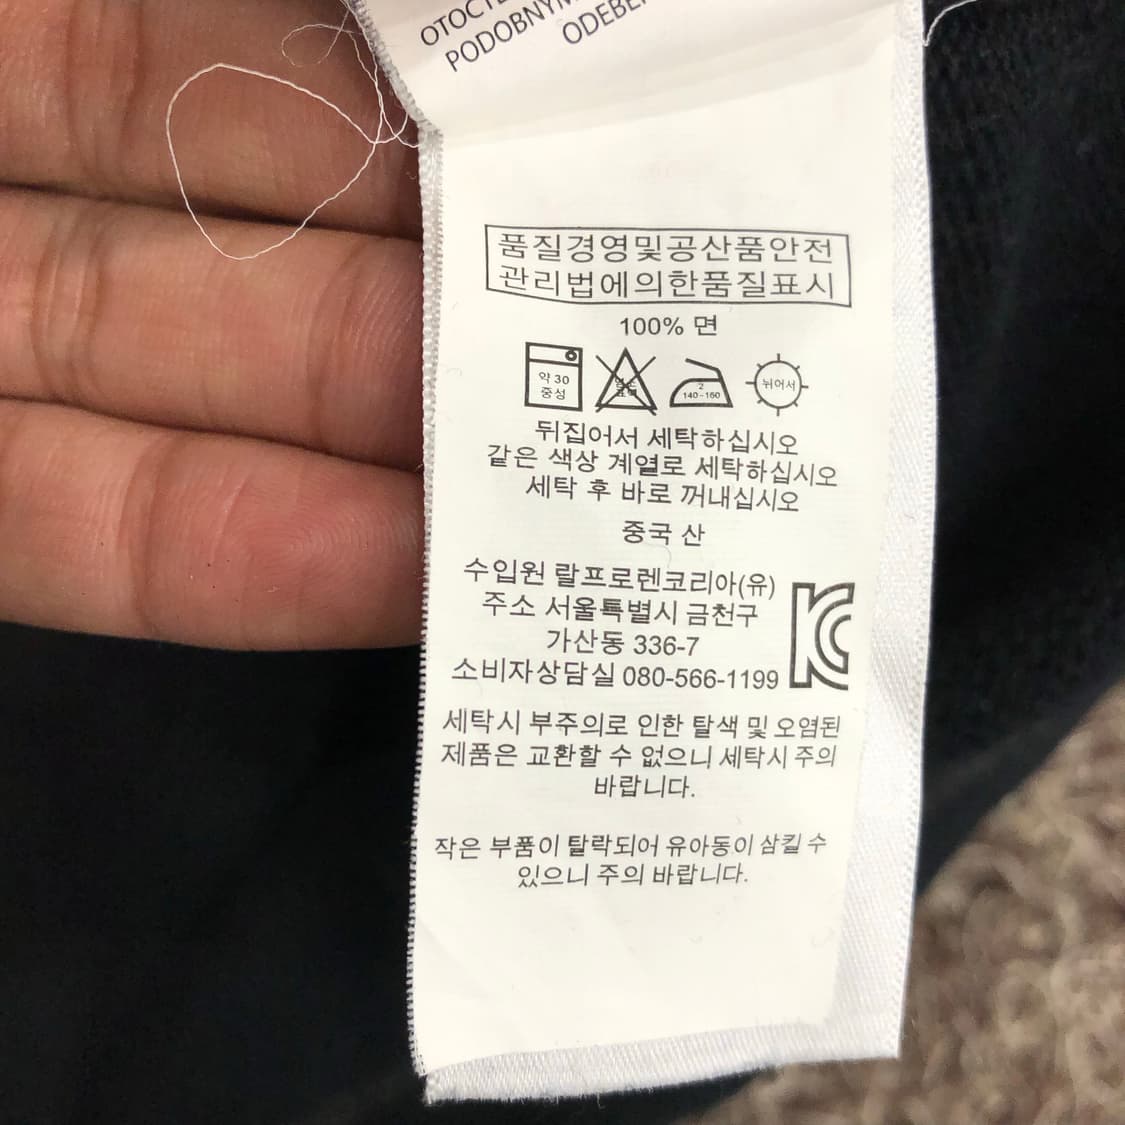 OTOČTE
PODOBNÝM
ODEBE
품질경영및공산품안전
관리법에의한품질표시
100% 면
약 30
중성
2
140~160
뉘어서
뒤집어서 세탁하십시오
같은 색상 계열로 세탁하십시오
세탁 후 바로 꺼내십시오
중국 산
수입원 랄프로렌코리아(유)
주소 서울특별시 금천구
가산동 336-7
소비자상담실 080-566-1199
세탁시 부주의로 인한 탈색 및 오염된
제품은 교환할 수 없으니 세탁시 주의
바랍니다.
작은 부품이 탈락되어 유아동이 삼킬 수
있으니 주의 바랍니다.